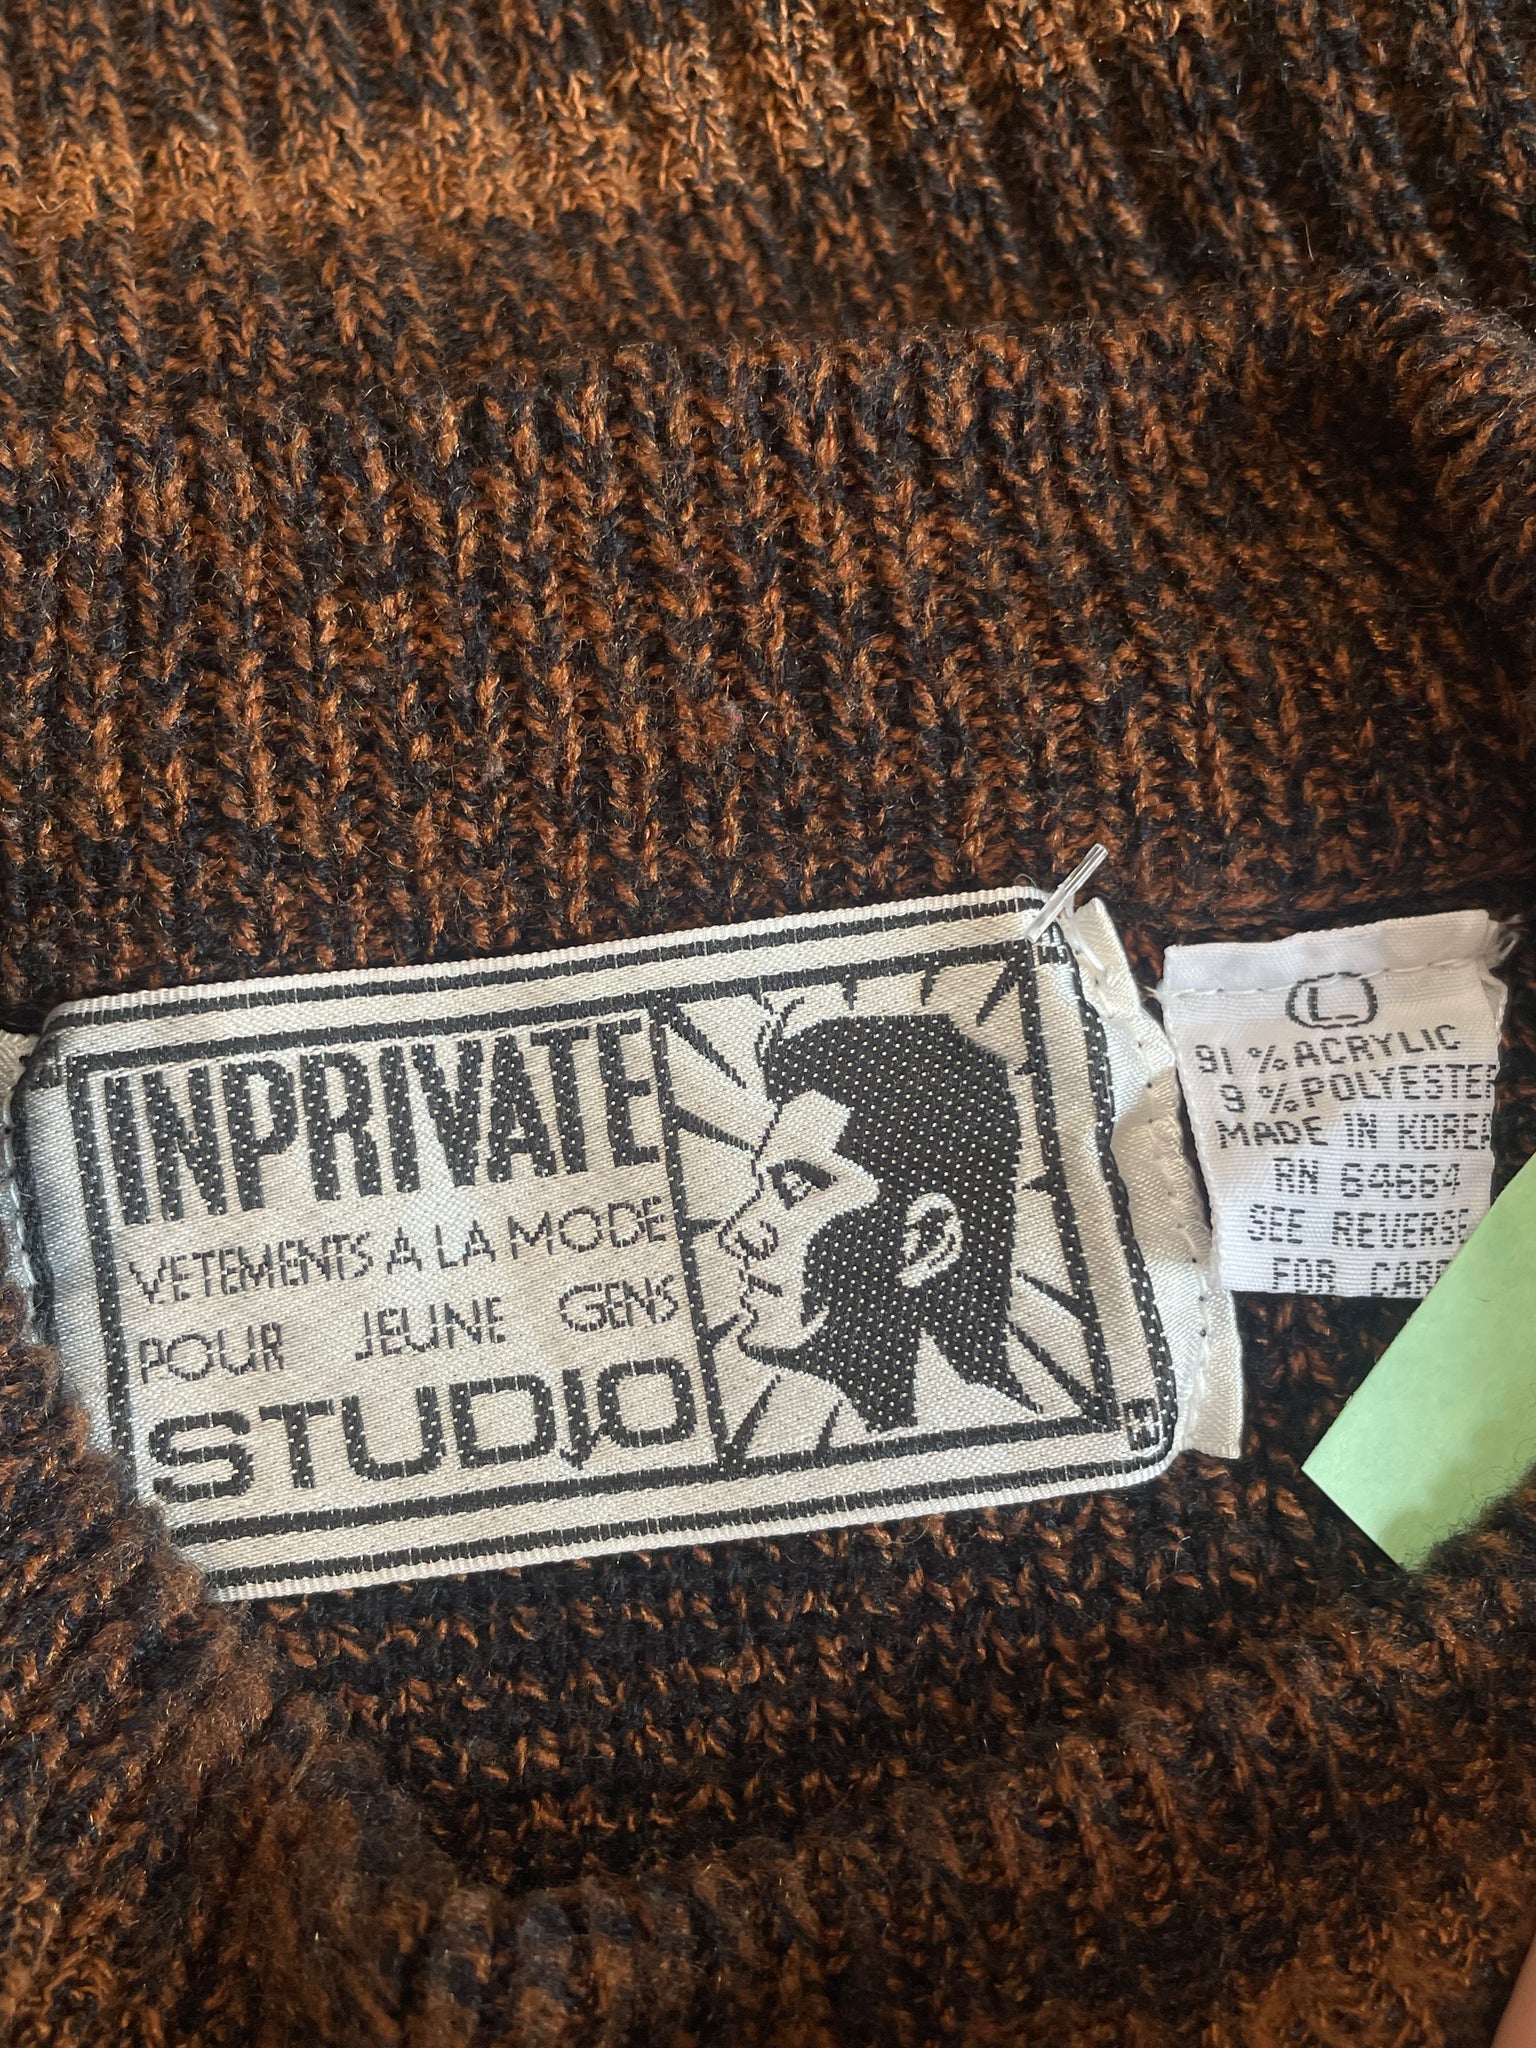 INPRIVATE
VETEMENTS A LA MODE
POUR JEUNE GENS
STUDIO
L
91 % ACRYLIC
9 % POLYESTER
MADE IN KOREA
RN 64664
SEE REVERSE
FOR CARE